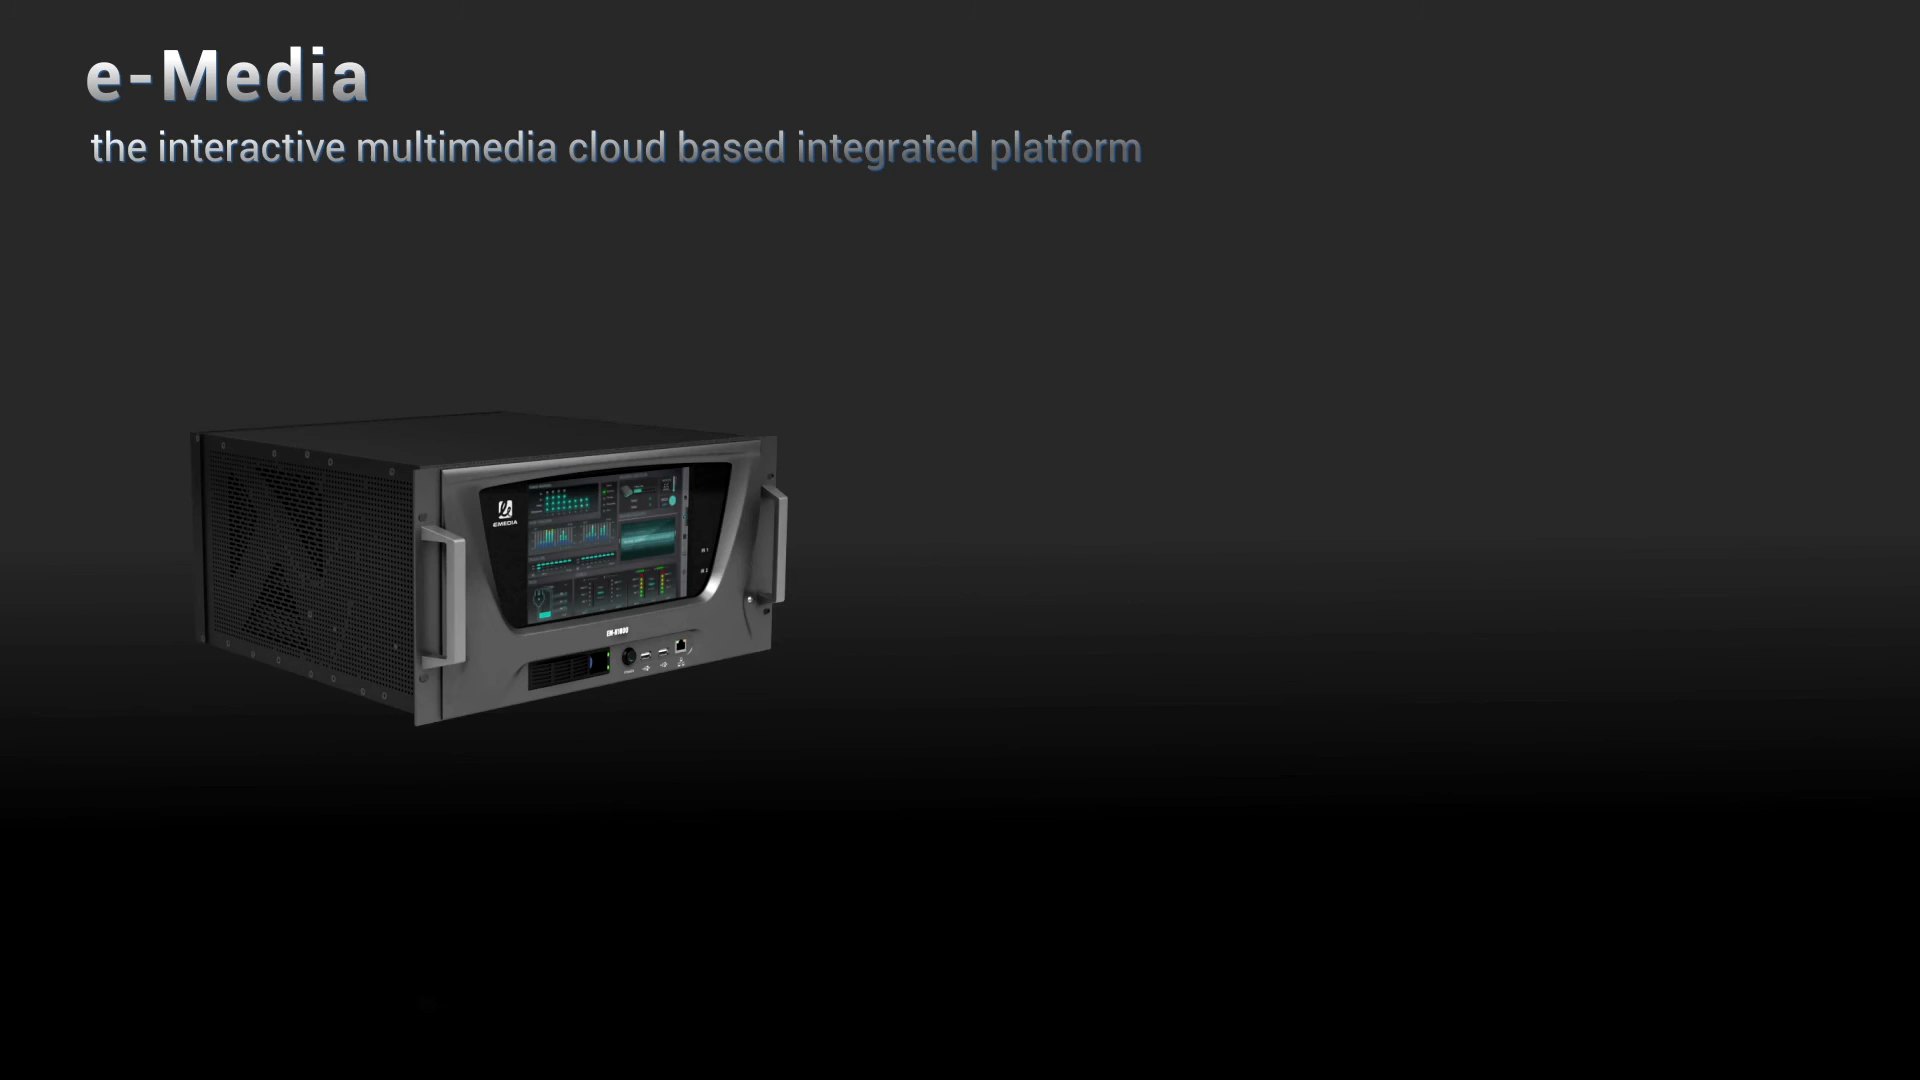 e-Media
the interactive multimedia cloud based integrated platform
EMEDIA